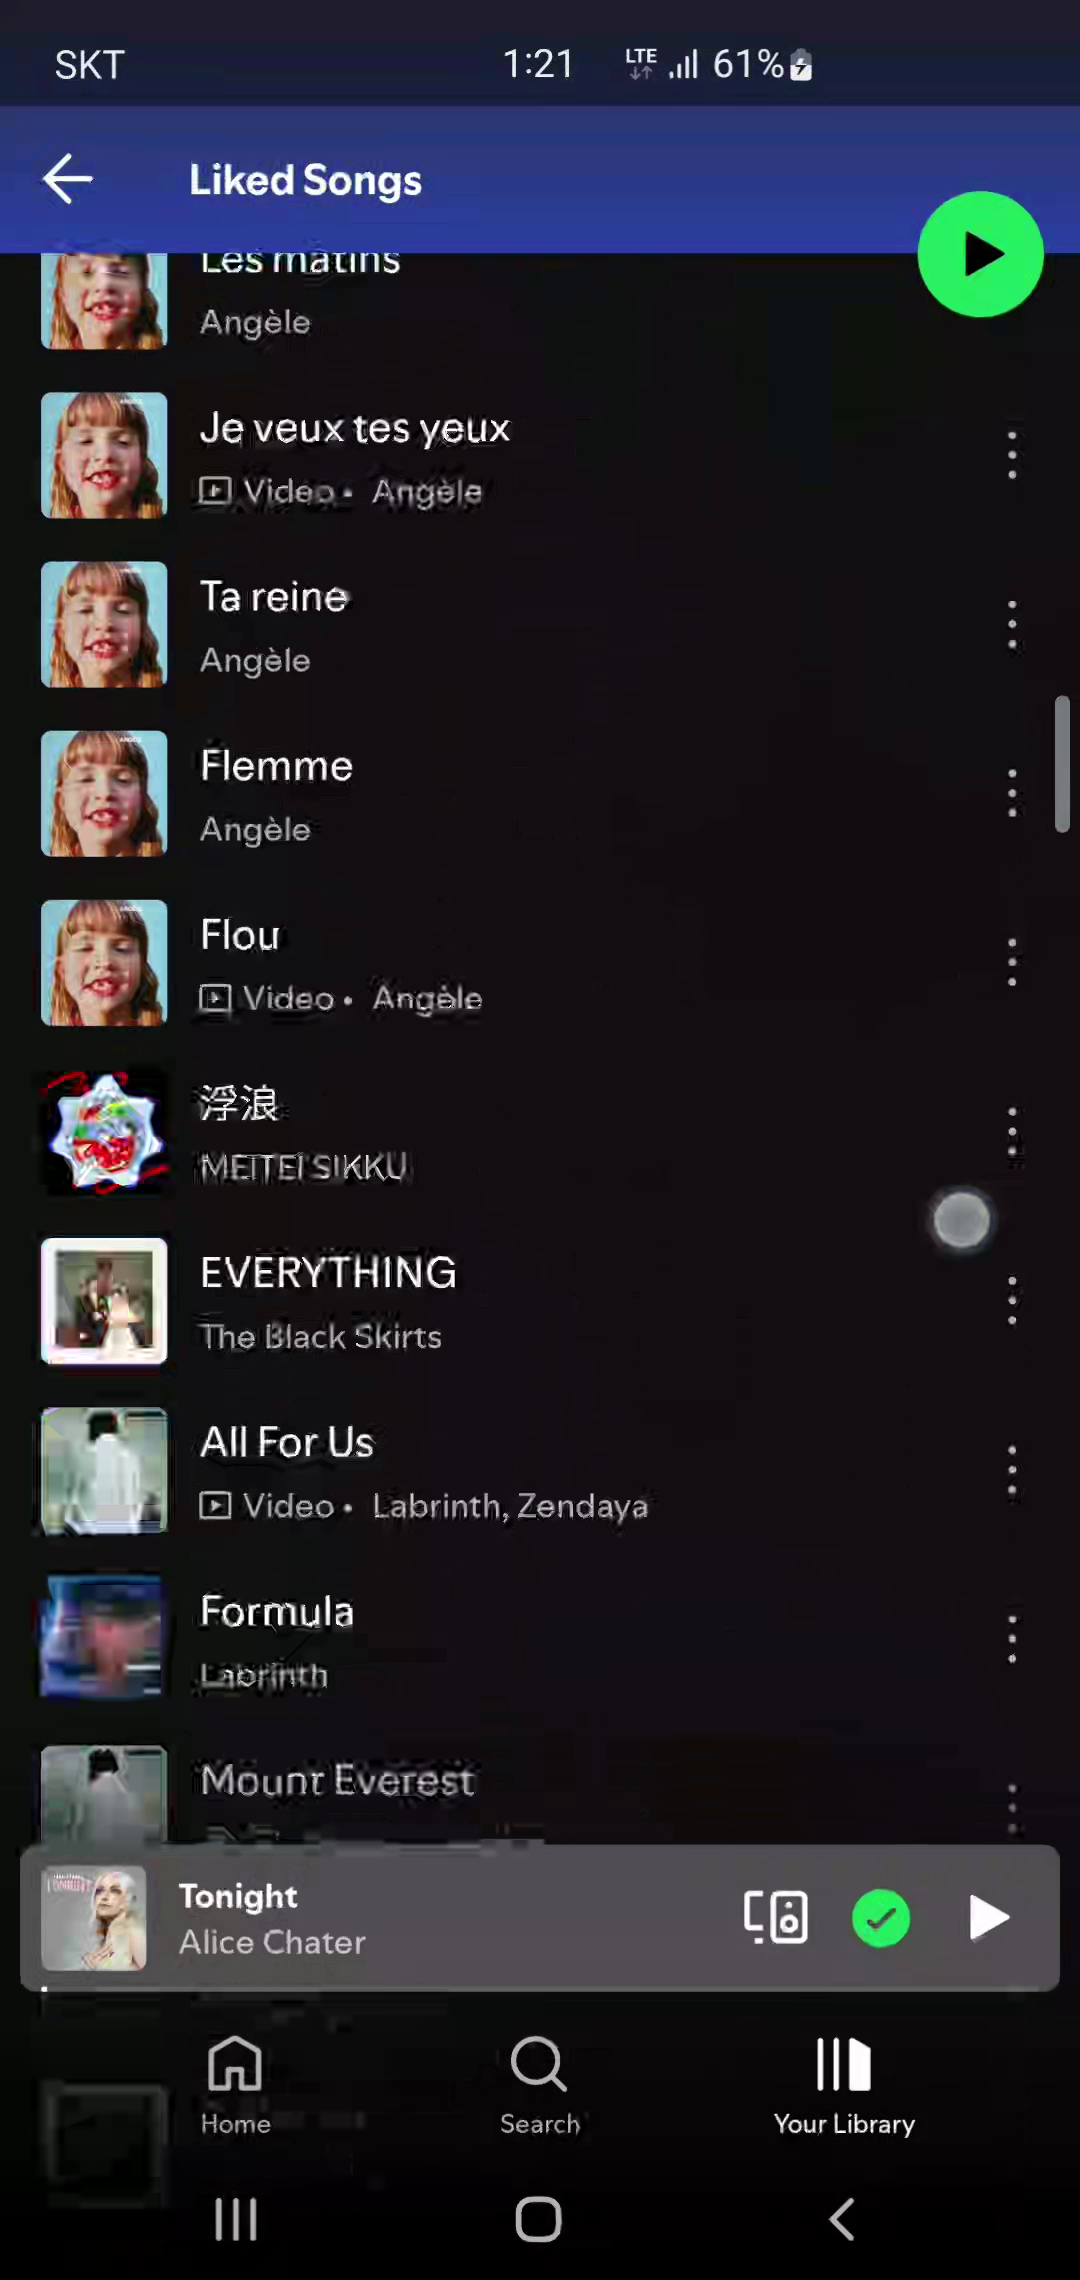 SKT 1:21 LTE 61%
Liked Songs
Les matins
Angèle
Je veux tes yeux
Video • Angèle
Ta reine
Angèle
Flemme
Angèle
Flou
Video • Angèle
浮浪
MEITEI SIKKU
EVERYTHING
The Black Skirts
All For Us
Video • Labrinth, Zendaya
Formula
Labrinth
Mount Everest
Tonight
Alice Chater
Home Search Your Library